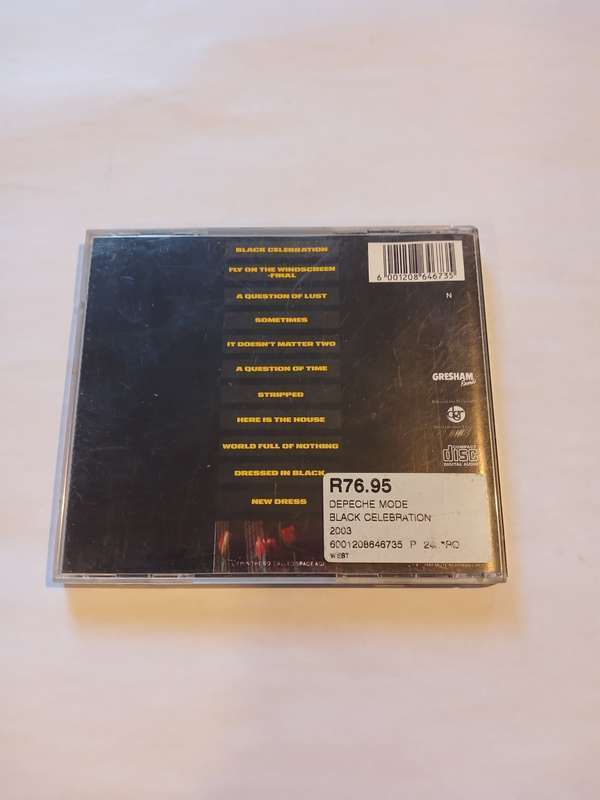 BLACK CELEBRATION
FLY ON THE WINDSCREEN
-FINAL
A QUESTION OF LUST
SOMETIMES
IT DOESN'T MATTER TWO
A QUESTION OF TIME
STRIPPED
HERE IS THE HOUSE
WORLD FULL OF NOTHING
DRESSED IN BLACK
NEW DRESS
6 001208 646735
N
GRESHAM
COMPACT
disc
DIGITAL AUDIO
R76.95
DEPECHE MODE
BLACK CELEBRATION
2003
6001208646735 P
WEST